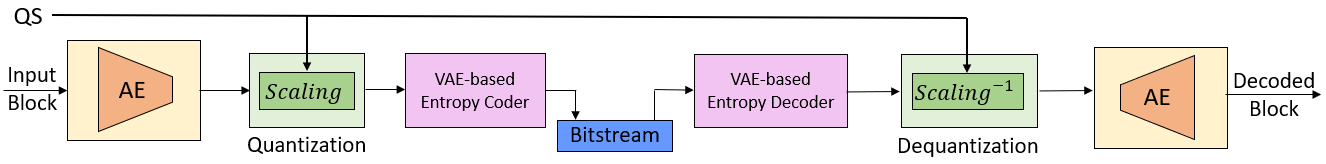 QS
Input
Block
AE
Scaling
Quantization
VAE-based
Entropy Coder
Bitstream
VAE-based
Entropy Decoder
Scaling⁻¹
Dequantization
AE
Decoded
Block